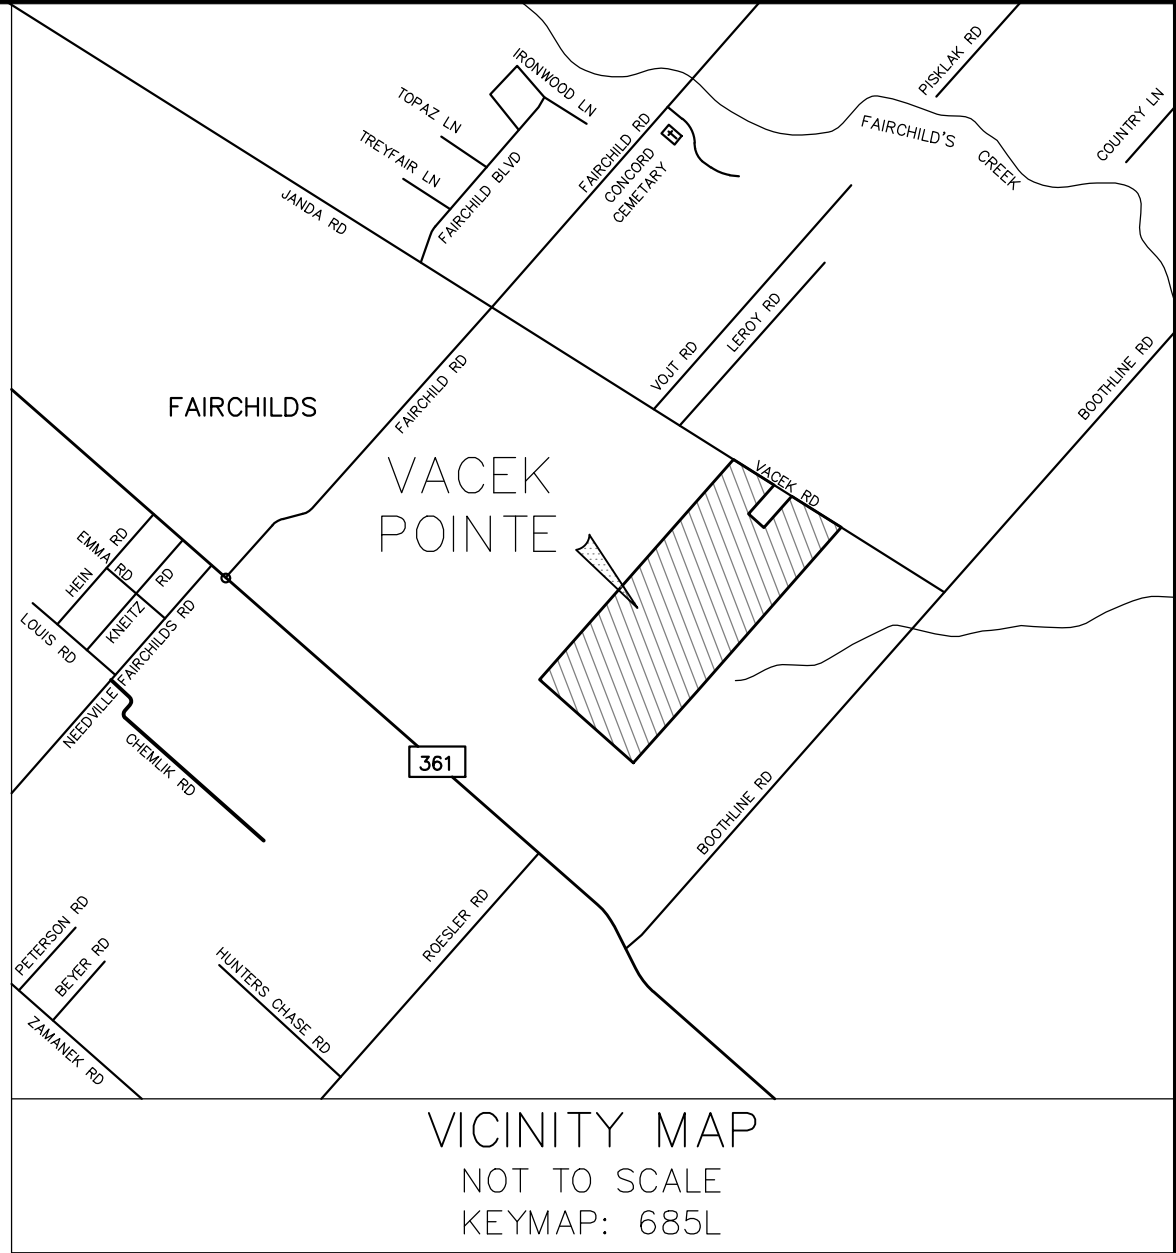 PISKLAK RD
IRONWOOD LN
TOPAZ LN
COUNTRY LN
FAIRCHILD'S
CREEK
TREYFAIR LN
FAIRCHILD BLVD
FAIRCHILD RD
CONCORD
CEMETARY
JANDA RD
LEROY RD
VOJT RD
BOOTHLINE RD
FAIRCHILD RD
FAIRCHILDS
VACEK
POINTE
VACEK RD
EMMA RD
HEIN RD
KNEITZ RD
LOUIS RD
NEEDVILLE FAIRCHILDS RD
CHEMLIK RD
361
BOOTHLINE RD
ROESLER RD
PETERSON RD
BEYER RD
HUNTERS CHASE RD
ZAMANEK RD
VICINITY MAP
NOT TO SCALE
KEYMAP: 685L